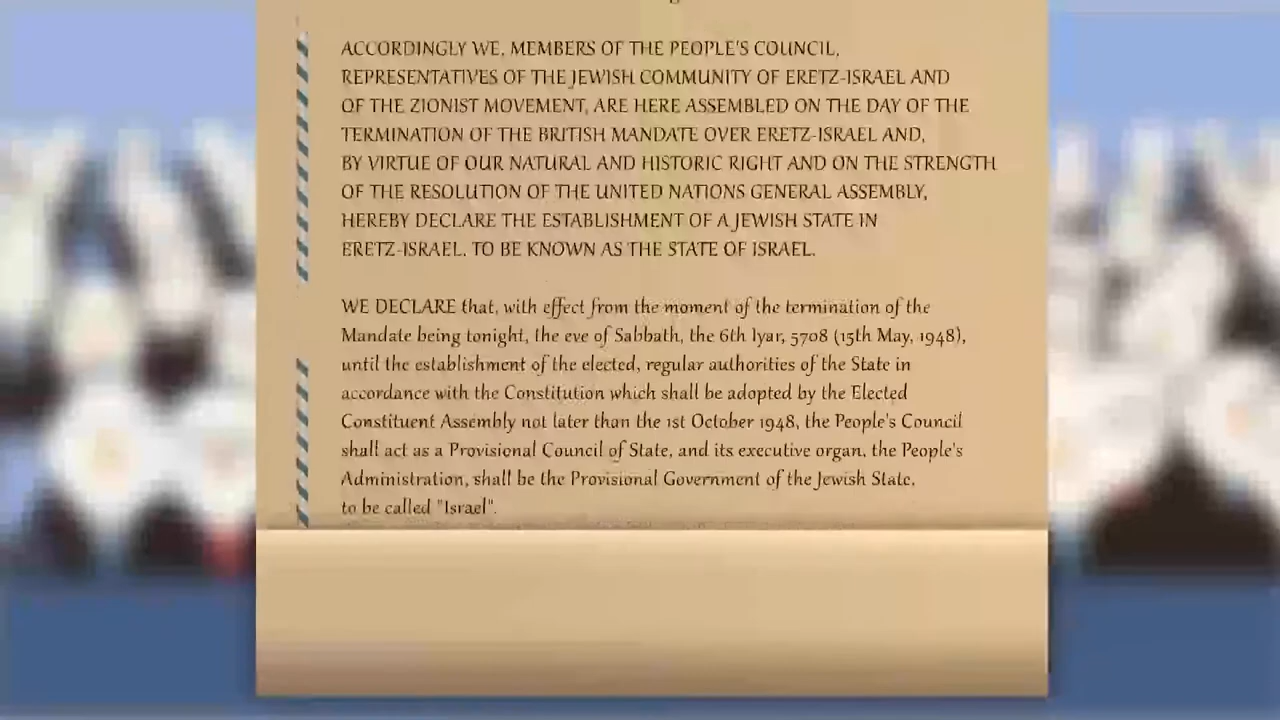 ACCORDINGLY WE, MEMBERS OF THE PEOPLE'S COUNCIL,
REPRESENTATIVES OF THE JEWISH COMMUNITY OF ERETZ-ISRAEL AND
OF THE ZIONIST MOVEMENT, ARE HERE ASSEMBLED ON THE DAY OF THE
TERMINATION OF THE BRITISH MANDATE OVER ERETZ-ISRAEL AND,
BY VIRTUE OF OUR NATURAL AND HISTORIC RIGHT AND ON THE STRENGTH
OF THE RESOLUTION OF THE UNITED NATIONS GENERAL ASSEMBLY,
HEREBY DECLARE THE ESTABLISHMENT OF A JEWISH STATE IN
ERETZ-ISRAEL, TO BE KNOWN AS THE STATE OF ISRAEL.
WE DECLARE that, with effect from the moment of the termination of the
Mandate being tonight, the eve of Sabbath, the 6th Iyar, 5708 (15th May, 1948),
until the establishment of the elected, regular authorities of the State in
accordance with the Constitution which shall be adopted by the Elected
Constituent Assembly not later than the 1st October 1948, the People's Council
shall act as a Provisional Council of State, and its executive organ, the People's
Administration, shall be the Provisional Government of the Jewish State,
to be called "Israel".